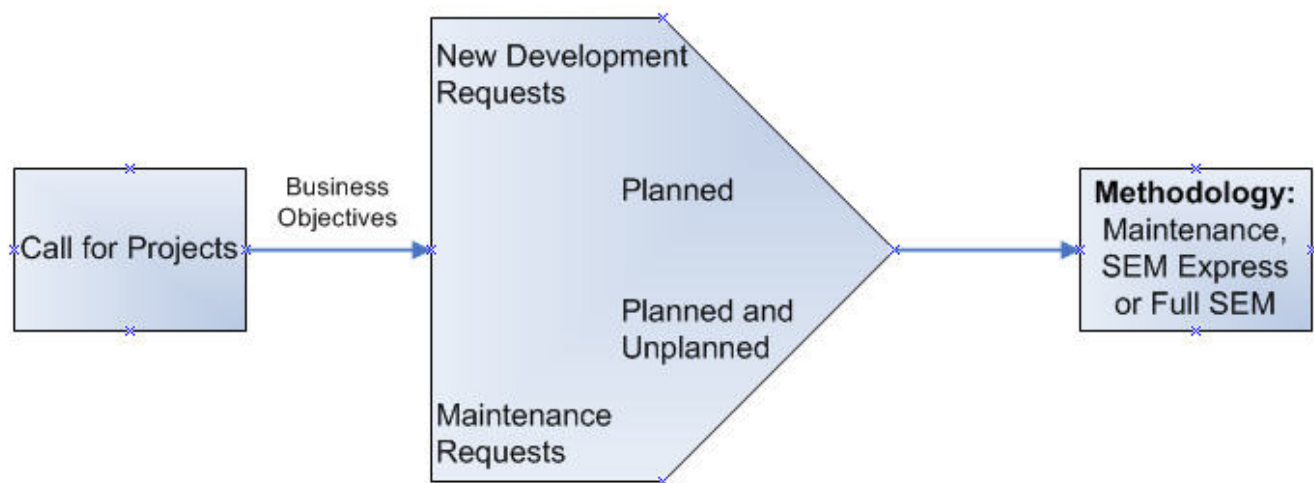 Call for Projects
Business
Objectives
New Development
Requests
Planned
Planned and
Unplanned
Maintenance
Requests
Methodology:
Maintenance,
SEM Express
or Full SEM